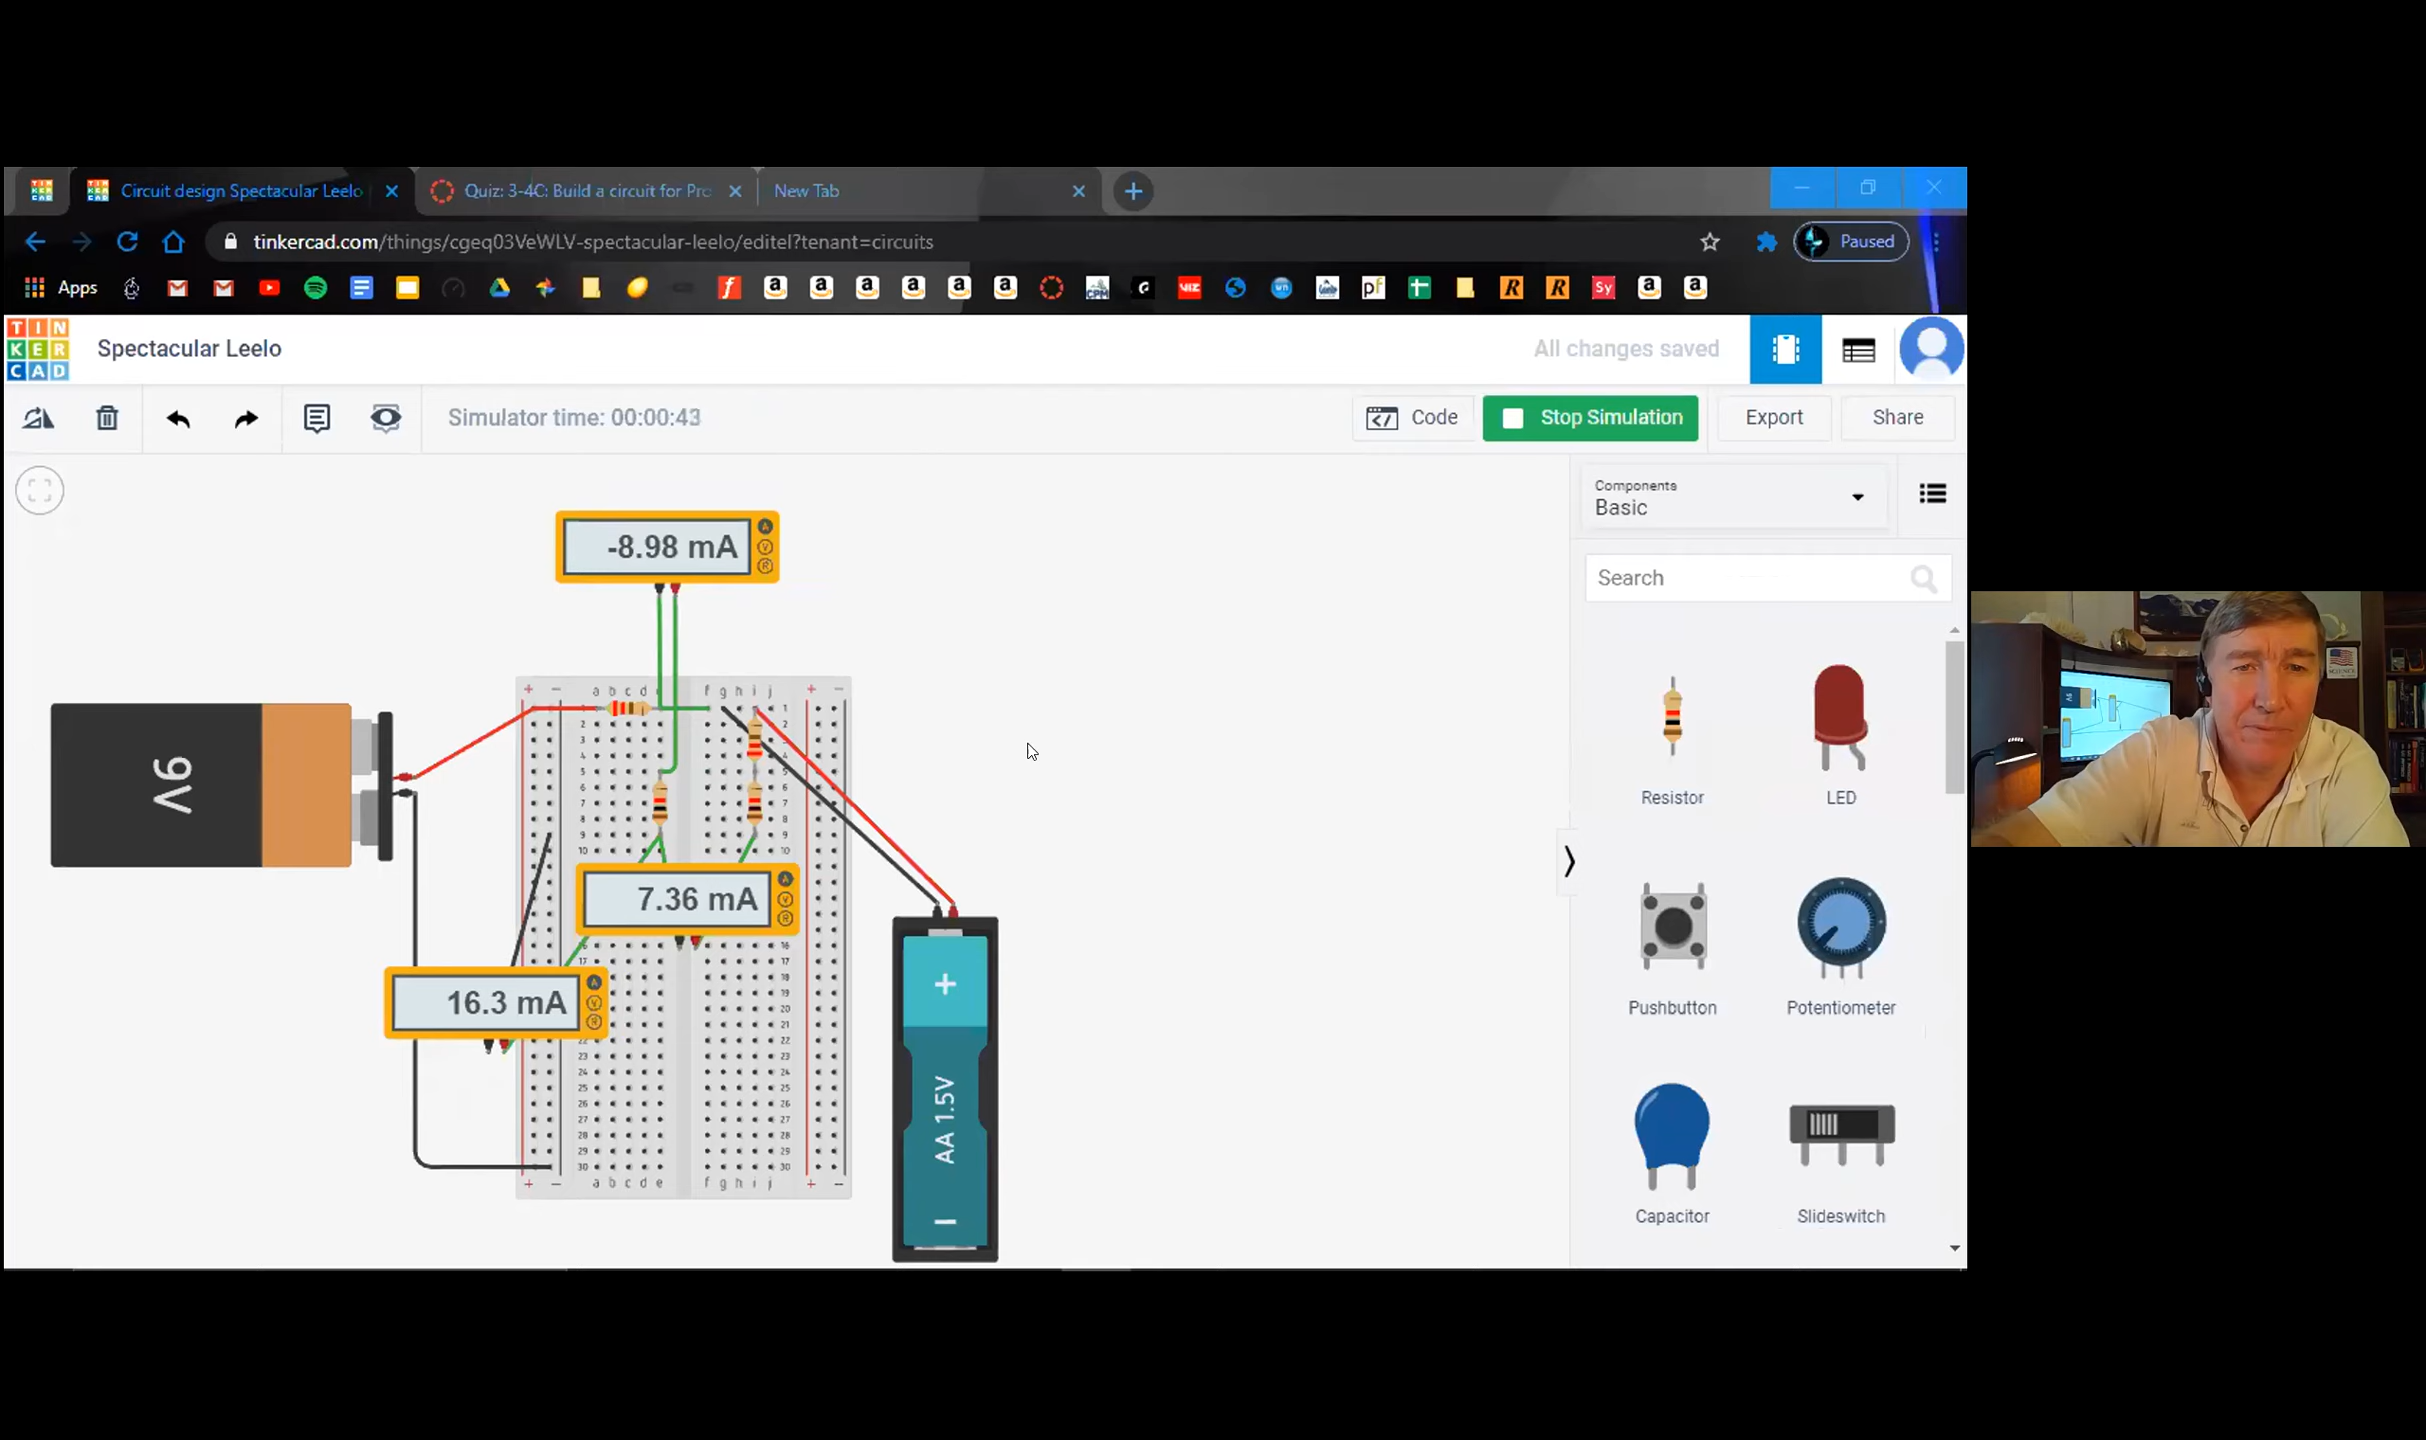 Circuit design Spectacular Leelo
Quiz: 3-4C: Build a circuit for Pro
New Tab
tinkercad.com/things/cgeq03VeWLV-spectacular-leelo/editel?tenant=circuits
Paused
Apps
TIN
KER
CAD
Spectacular Leelo
All changes saved
Simulator time: 00:00:43
Code
Stop Simulation
Export
Share
Components
Basic
Search
-8.98 mA
9V
7.36 mA
16.3 mA
+
AA 1.5V
−
Resistor
LED
Pushbutton
Potentiometer
Capacitor
Slideswitch